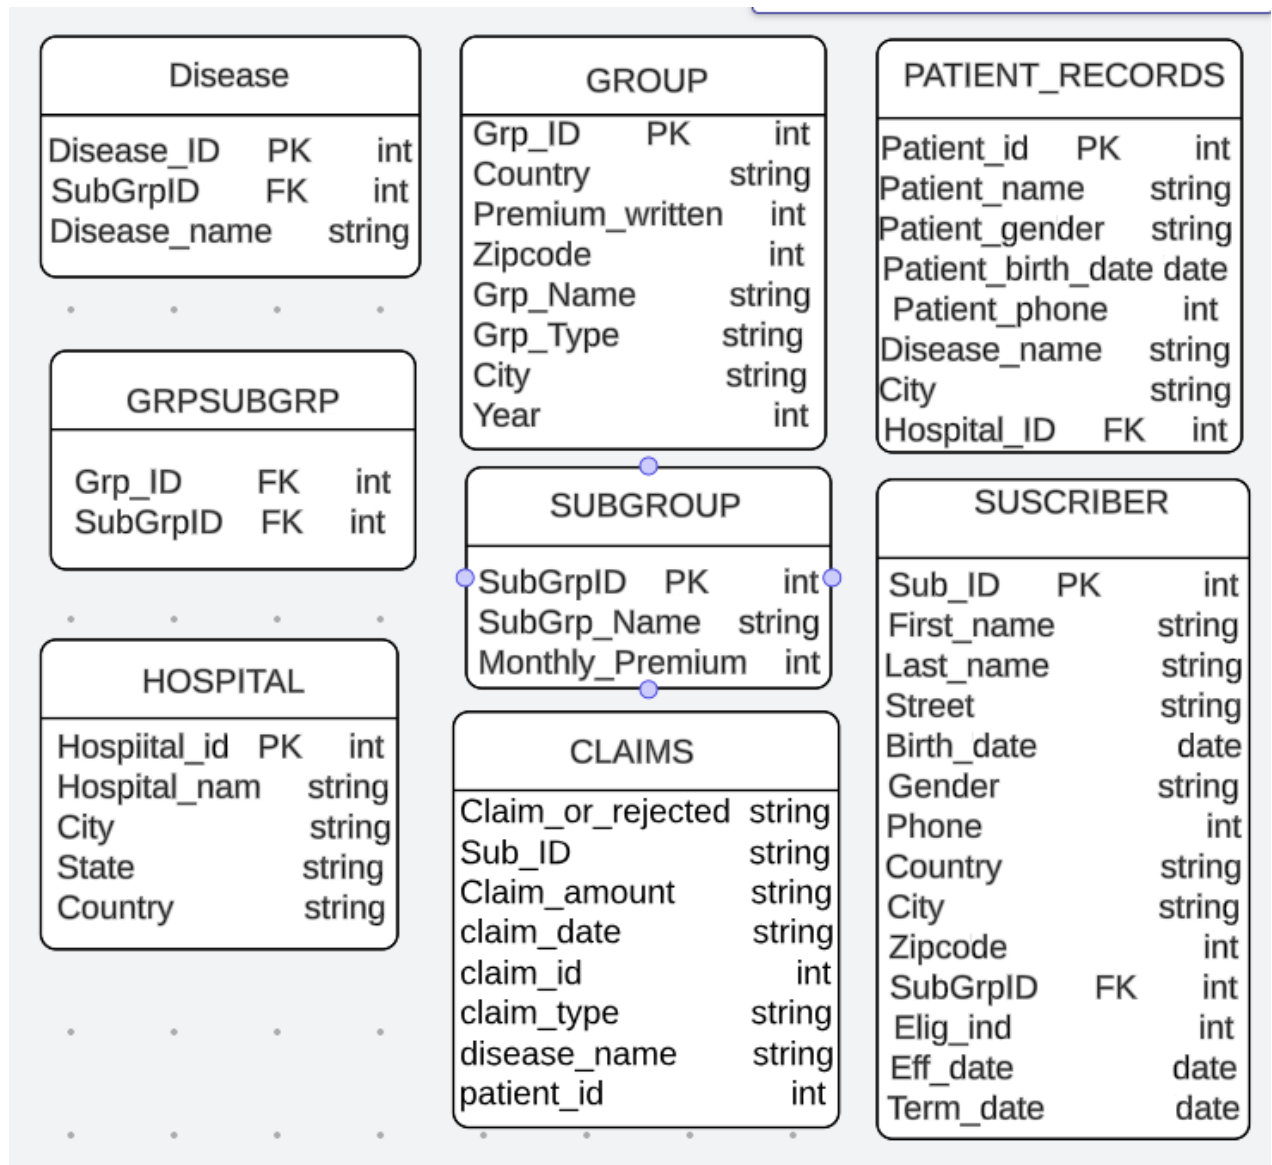 Disease
Disease_ID PK int
SubGrpID FK int
Disease_name string
GRPSUBGRP
Grp_ID FK int
SubGrpID FK int
HOSPITAL
Hospiital_id PK int
Hospital_nam string
City string
State string
Country string
GROUP
Grp_ID PK int
Country string
Premium_written int
Zipcode int
Grp_Name string
Grp_Type string
City string
Year int
SUBGROUP
SubGrpID PK int
SubGrp_Name string
Monthly_Premium int
CLAIMS
Claim_or_rejected string
Sub_ID string
Claim_amount string
claim_date string
claim_id int
claim_type string
disease_name string
patient_id int
PATIENT_RECORDS
Patient_id PK int
Patient_name string
Patient_gender string
Patient_birth_date date
Patient_phone int
Disease_name string
City string
Hospital_ID FK int
SUSCRIBER
Sub_ID PK int
First_name string
Last_name string
Street string
Birth_date date
Gender string
Phone int
Country string
City string
Zipcode int
SubGrpID FK int
Elig_ind int
Eff_date date
Term_date date